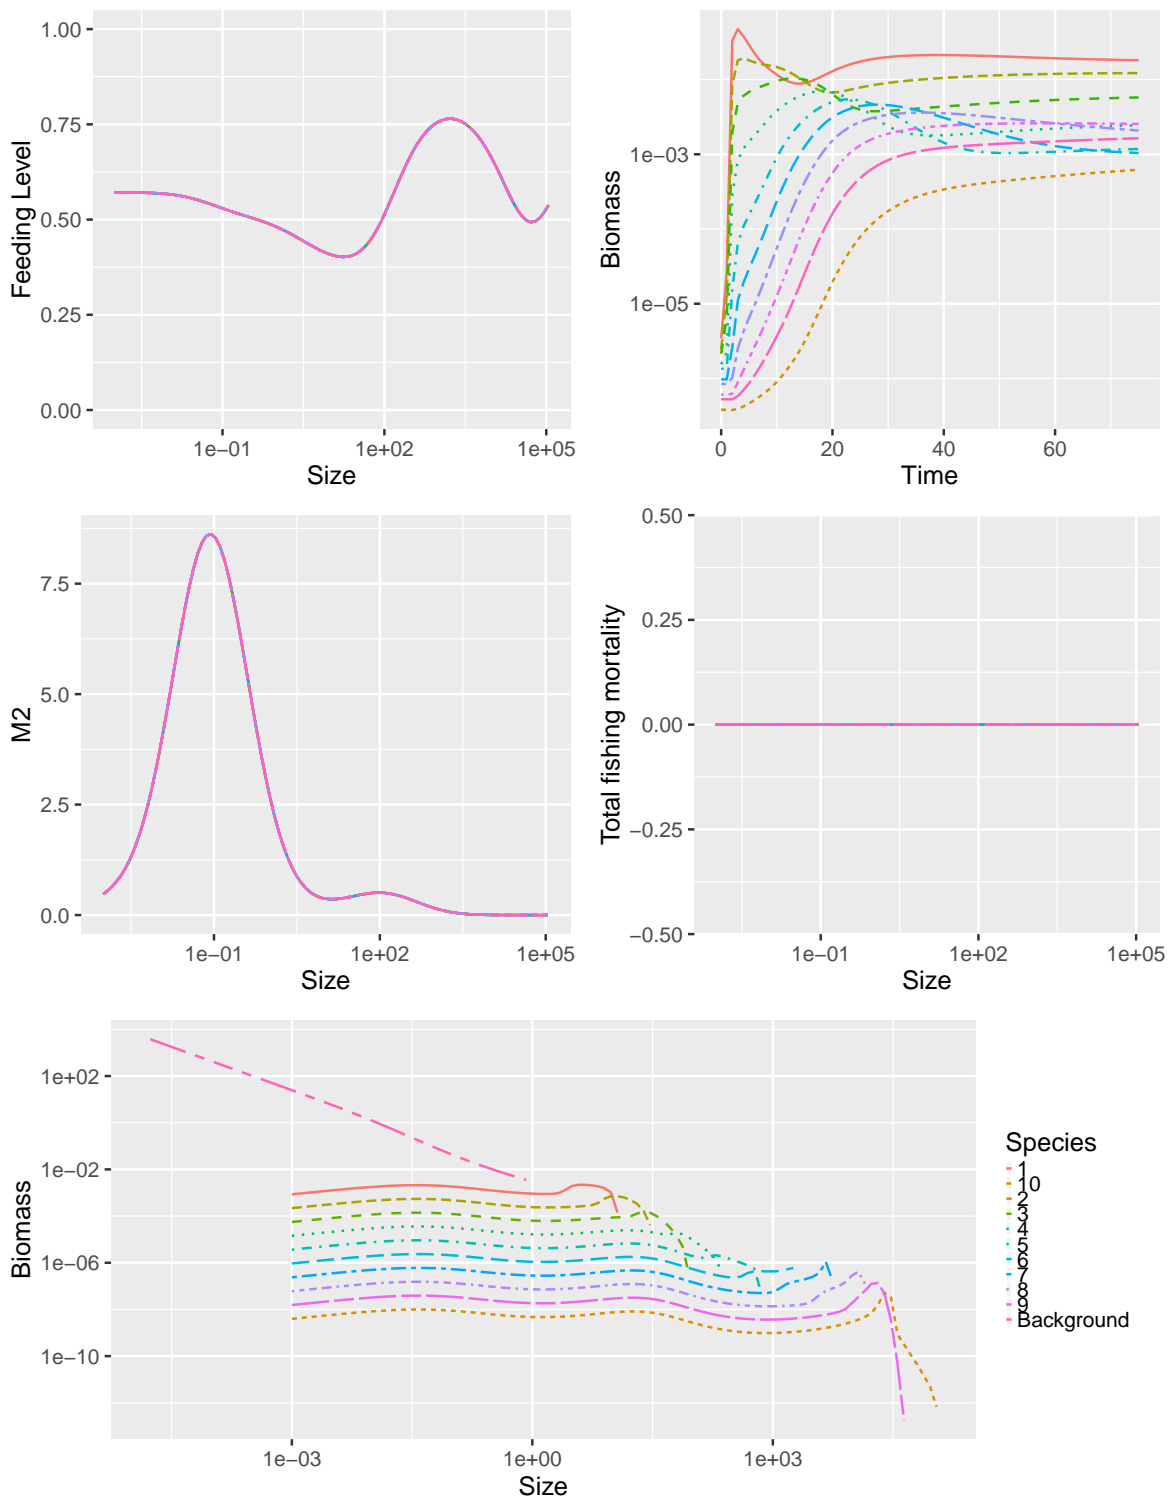 1.00
0.75
0.50
0.25
0.00
Feeding Level
1e−01 1e+02 1e+05
Size
1e−03
1e−05
Biomass
0 20 40 60
Time
7.5
5.0
2.5
0.0
M2
1e−01 1e+02 1e+05
Size
0.50
0.25
0.00
−0.25
−0.50
Total fishing mortality
1e−01 1e+02 1e+05
Size
1e+02
1e−02
1e−06
1e−10
Biomass
1e−03 1e+00 1e+03
Size
Species
1
10
2
3
4
5
6
7
8
9
Background